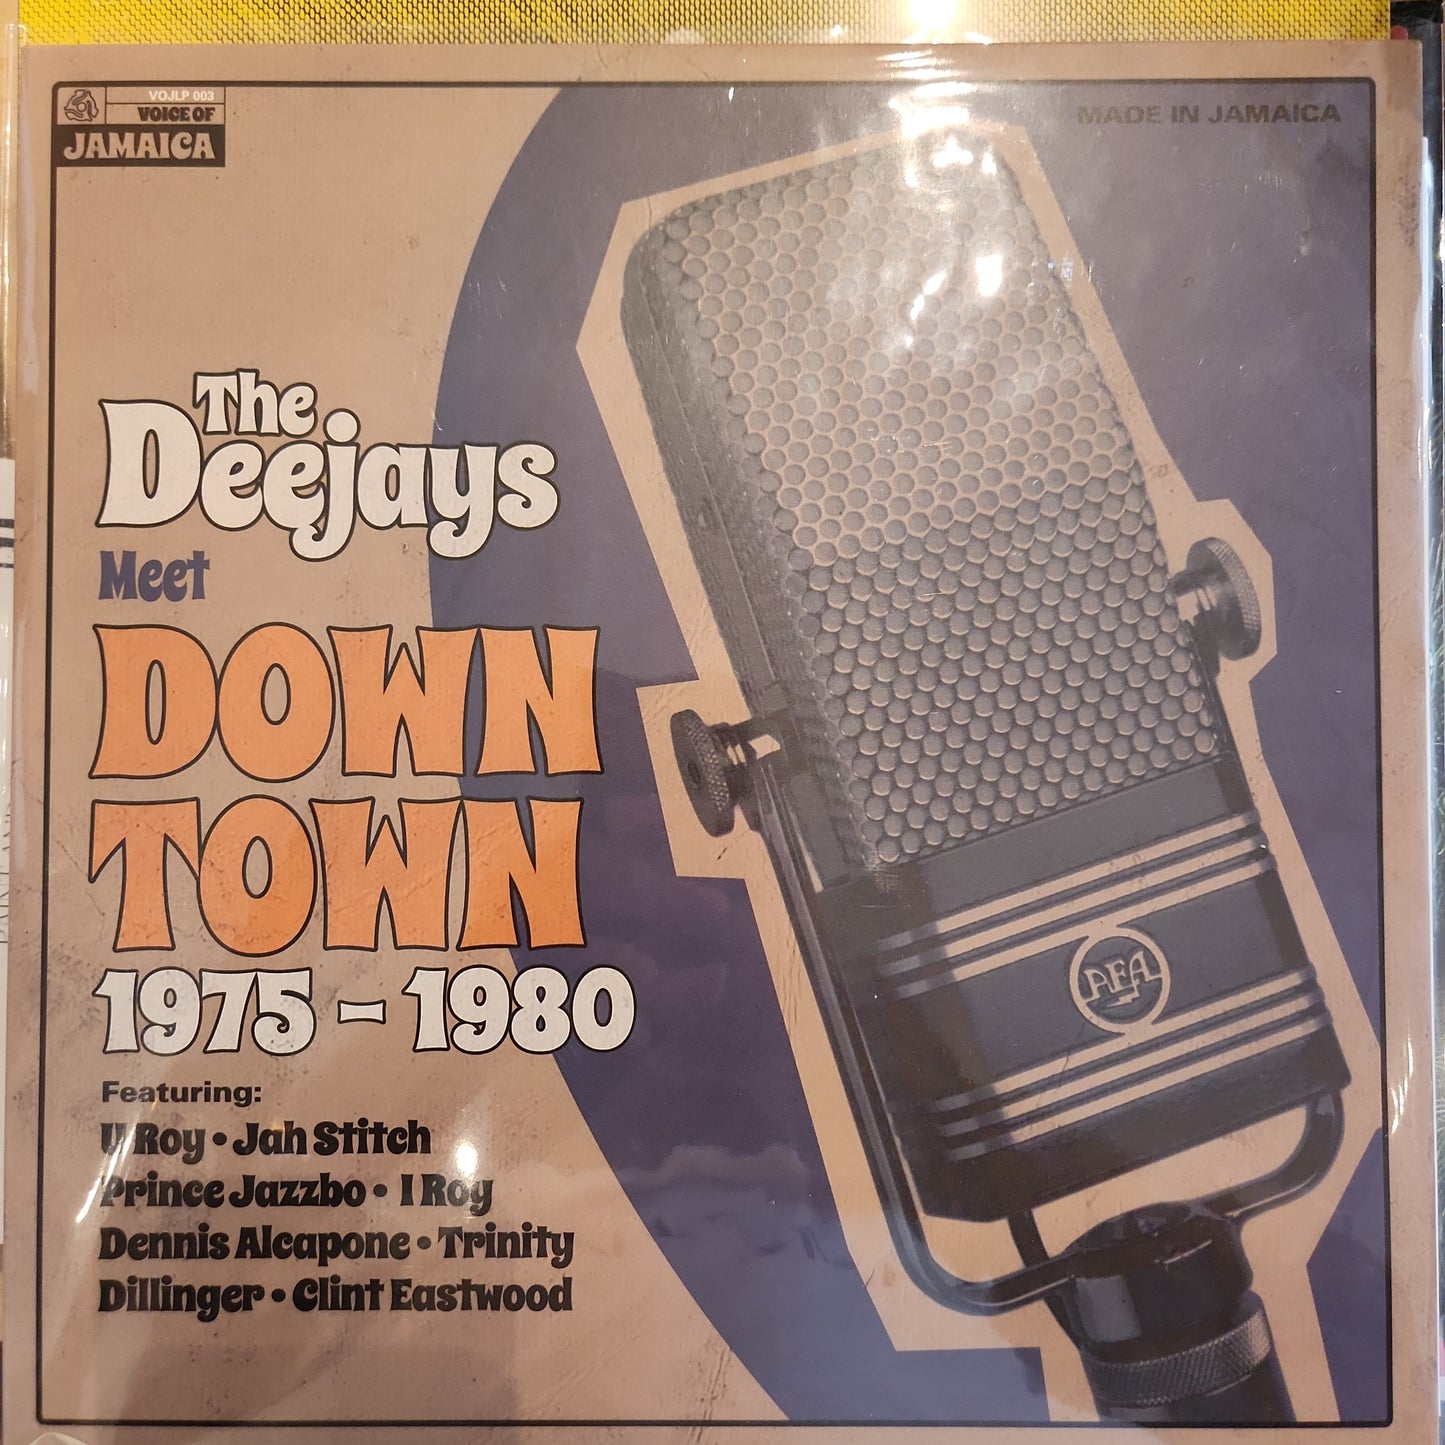 VOJLP 003
VOICE OF
JAMAICA
MADE IN JAMAICA
The
Deejays
Meet
DOWN
TOWN
1975 - 1980
Featuring:
U Roy • Jah Stitch
Prince Jazzbo • I Roy
Dennis Alcapone • Trinity
Dillinger • Clint Eastwood